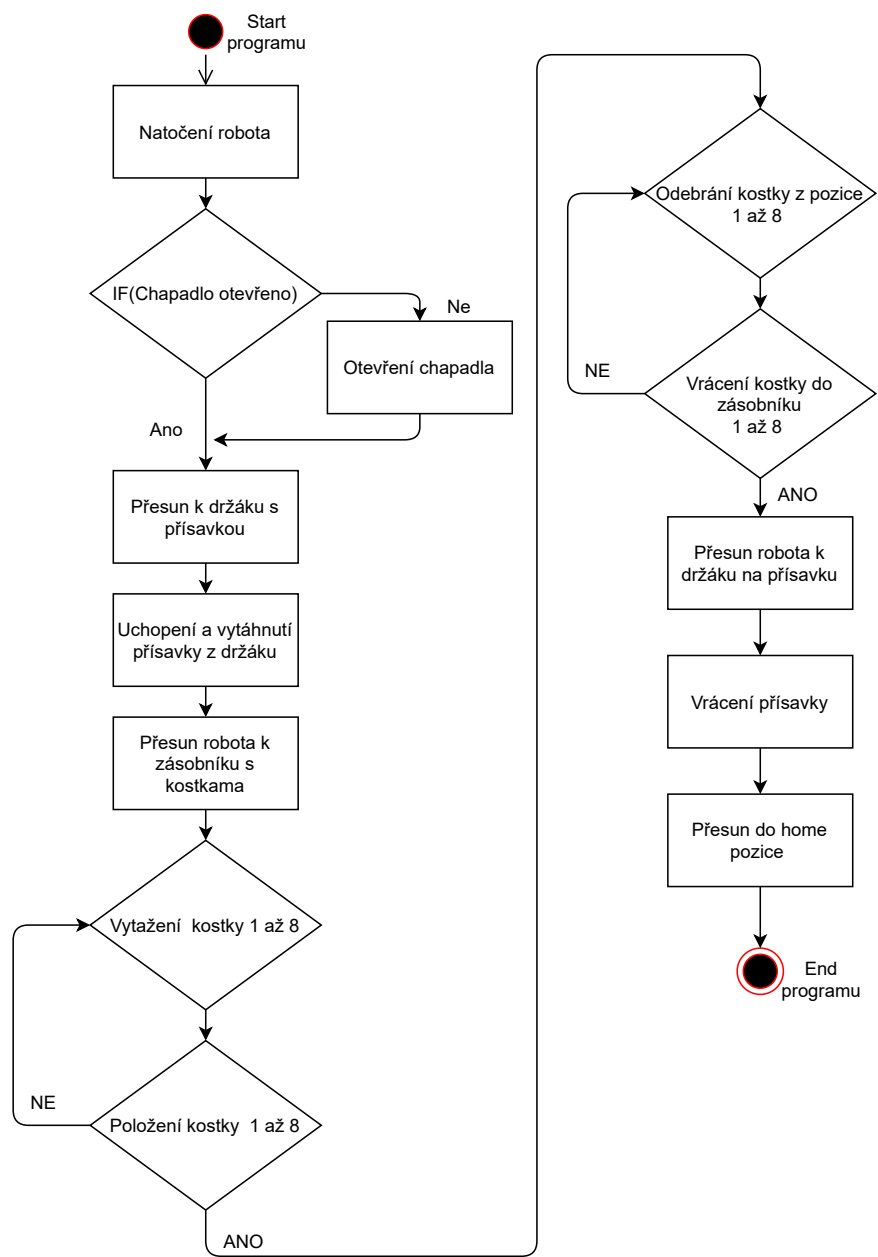 Start
programu
Natočení robota
IF(Chapadlo otevřeno)
Ne
Otevření chapadla
Ano
Přesun k držáku s
přísavkou
Uchopení a vytáhnutí
přísavky z držáku
Přesun robota k
zásobníku s
kostkama
Vytažení kostky 1 až 8
NE
Položení kostky 1 až 8
ANO
Odebrání kostky z pozice
1 až 8
NE
Vrácení kostky do
zásobníku
1 až 8
ANO
Přesun robota k
držáku na přísavku
Vrácení přísavky
Přesun do home
pozice
End
programu